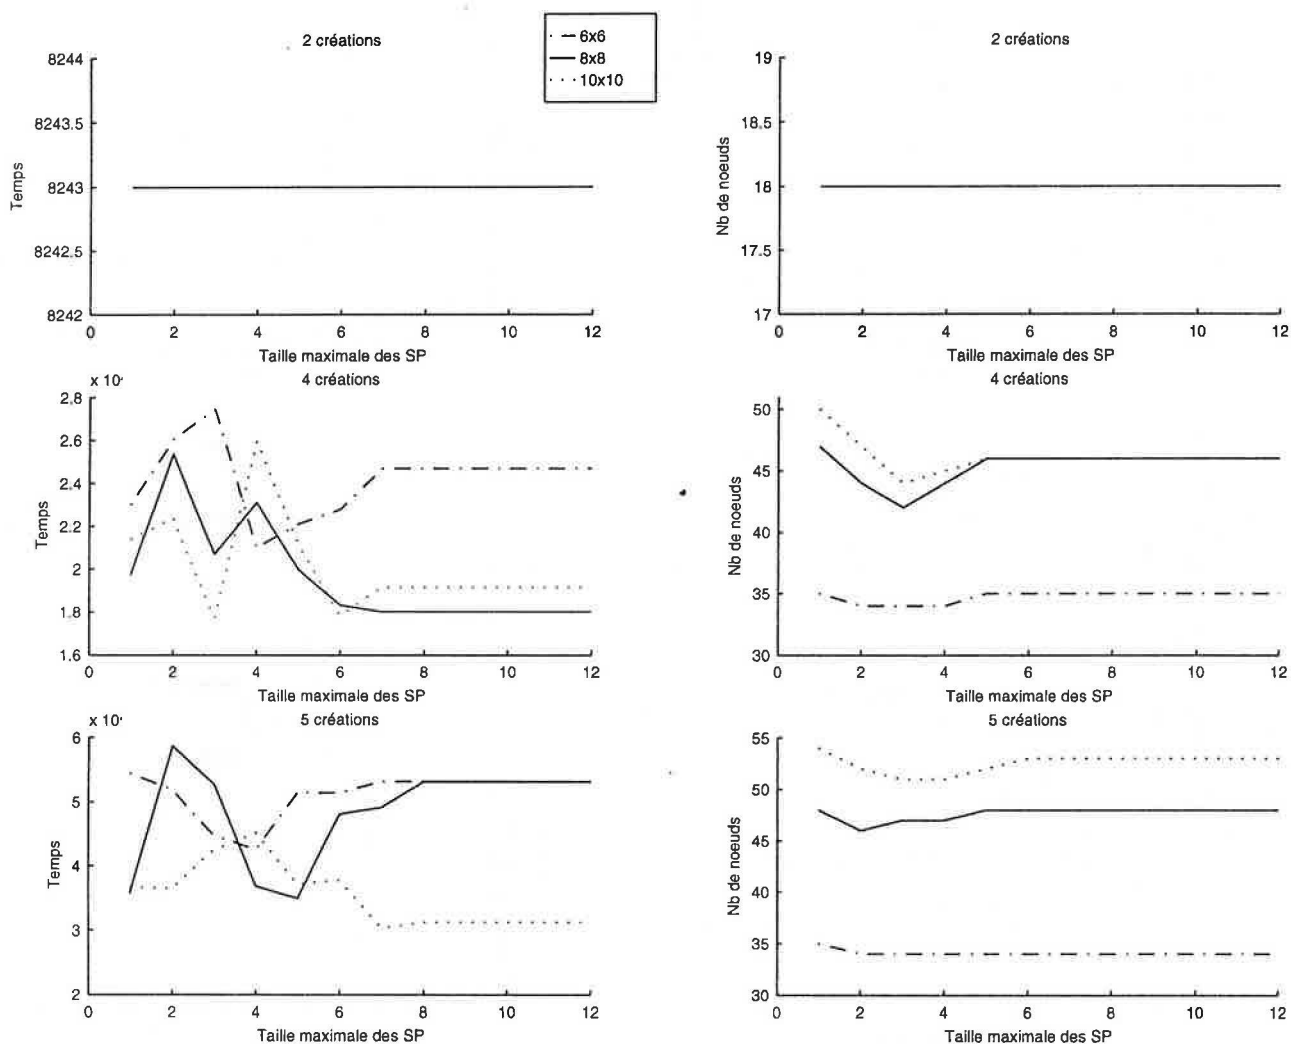 2 créations
6x6
8x8
10x10
2 créations
8244
8243.5
8243
8242.5
8242
Temps
0 2 4 6 8 10 12
Taille maximale des SP
19
18.5
18
17.5
17
Nb de noeuds
0 2 4 6 8 10 12
Taille maximale des SP
x 10
4 créations
2.8
2.6
2.4
2.2
2
1.8
1.6
Temps
0 2 4 6 8 10 12
Taille maximale des SP
4 créations
50
45
40
35
30
Nb de noeuds
0 2 4 6 8 10 12
Taille maximale des SP
x 10
5 créations
6
5
4
3
2
Temps
0 2 4 6 8 10 12
Taille maximale des SP
5 créations
55
50
45
40
35
30
Nb de noeuds
0 2 4 6 8 10 12
Taille maximale des SP